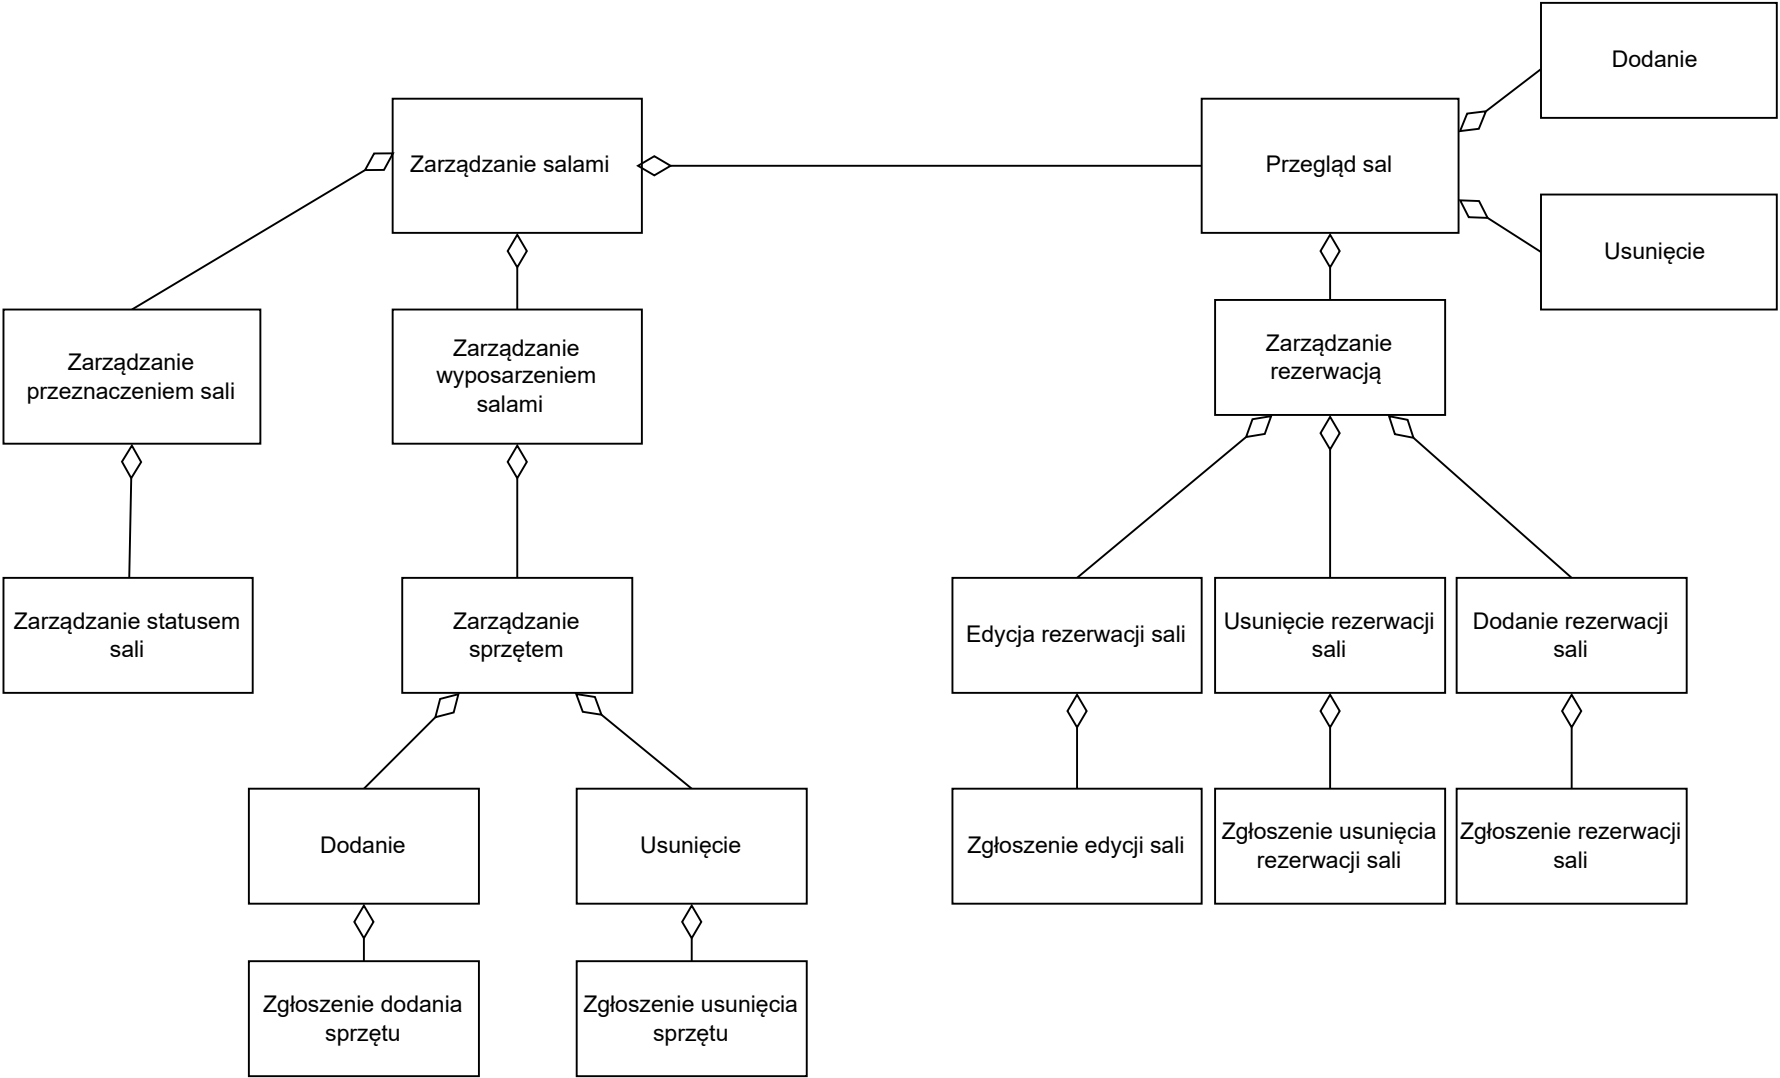 Dodanie
Zarządzanie salami
Przegląd sal
Usunięcie
Zarządzanie
przeznaczeniem sali
Zarządzanie
wyposarzeniem
salami
Zarządzanie
rezerwacją
Zarządzanie statusem
sali
Zarządzanie
sprzętem
Edycja rezerwacji sali
Usunięcie rezerwacji
sali
Dodanie rezerwacji
sali
Dodanie
Usunięcie
Zgłoszenie edycji sali
Zgłoszenie usunięcia
rezerwacji sali
Zgłoszenie rezerwacji
sali
Zgłoszenie dodania
sprzętu
Zgłoszenie usunięcia
sprzętu